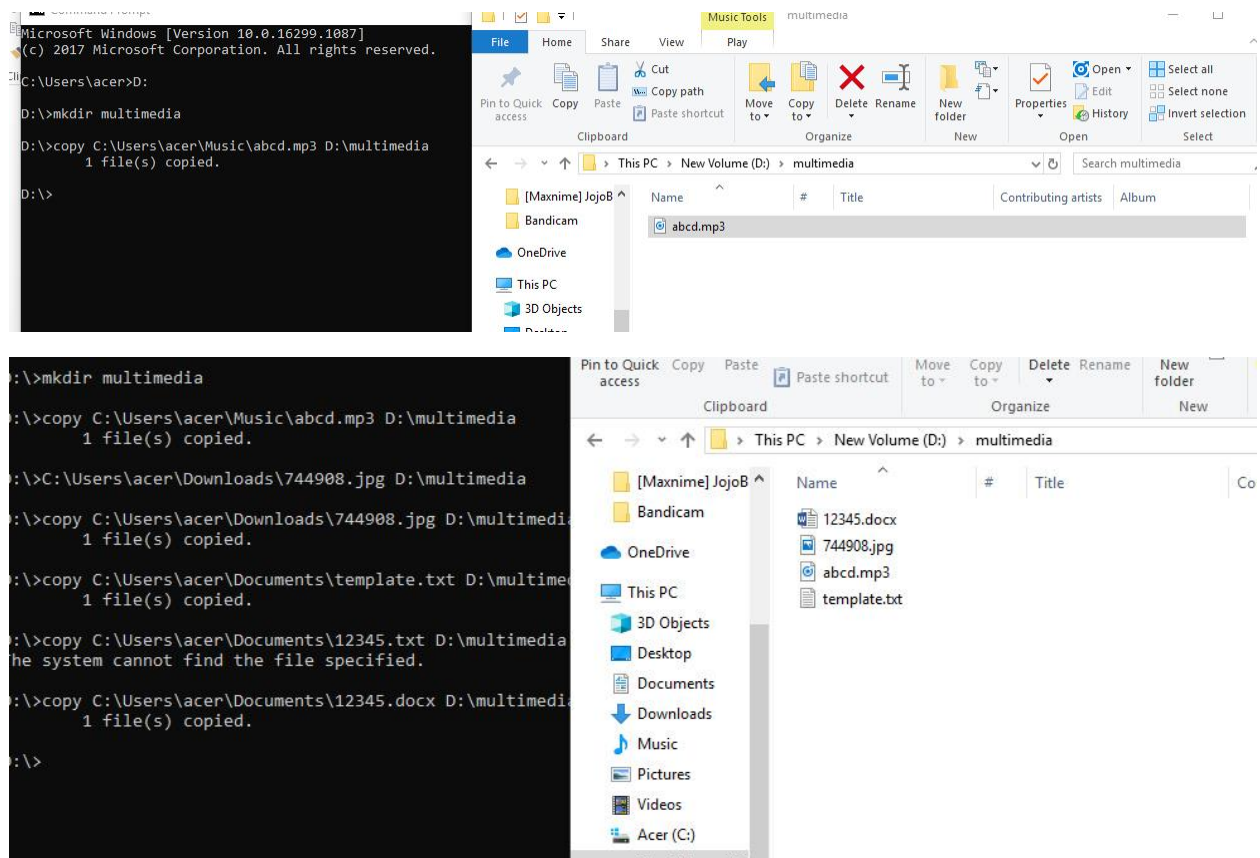 Command Prompt
Microsoft Windows [Version 10.0.16299.1087]
(c) 2017 Microsoft Corporation. All rights reserved.
C:\Users\acer>D:
D:\>mkdir multimedia
D:\>copy C:\Users\acer\Music\abcd.mp3 D:\multimedia
1 file(s) copied.
D:\>
Music Tools multimedia
File Home Share View Play
Pin to Quick access
Copy
Paste
Cut
Copy path
Paste shortcut
Clipboard
Move to
Copy to
Delete
Rename
Organize
New folder
New
Properties
Open
Edit
History
Open
Select all
Select none
Invert selection
Select
This PC > New Volume (D:) > multimedia
Search multimedia
[Maxnime] JojoB
Bandicam
OneDrive
This PC
3D Objects
Desktop
Name # Title Contributing artists Album
abcd.mp3
:\>mkdir multimedia
:\>copy C:\Users\acer\Music\abcd.mp3 D:\multimedia
1 file(s) copied.
:\>C:\Users\acer\Downloads\744908.jpg D:\multimedia
:\>copy C:\Users\acer\Downloads\744908.jpg D:\multimedi
1 file(s) copied.
:\>copy C:\Users\acer\Documents\template.txt D:\multime
1 file(s) copied.
:\>copy C:\Users\acer\Documents\12345.txt D:\multimedia
he system cannot find the file specified.
:\>copy C:\Users\acer\Documents\12345.docx D:\multimedi
1 file(s) copied.
:\>
Pin to Quick access
Copy
Paste
Paste shortcut
Clipboard
Move to
Copy to
Delete
Rename
Organize
New folder
New
This PC > New Volume (D:) > multimedia
[Maxnime] JojoB
Bandicam
OneDrive
This PC
3D Objects
Desktop
Documents
Downloads
Music
Pictures
Videos
Acer (C:)
Name # Title Co
12345.docx
744908.jpg
abcd.mp3
template.txt